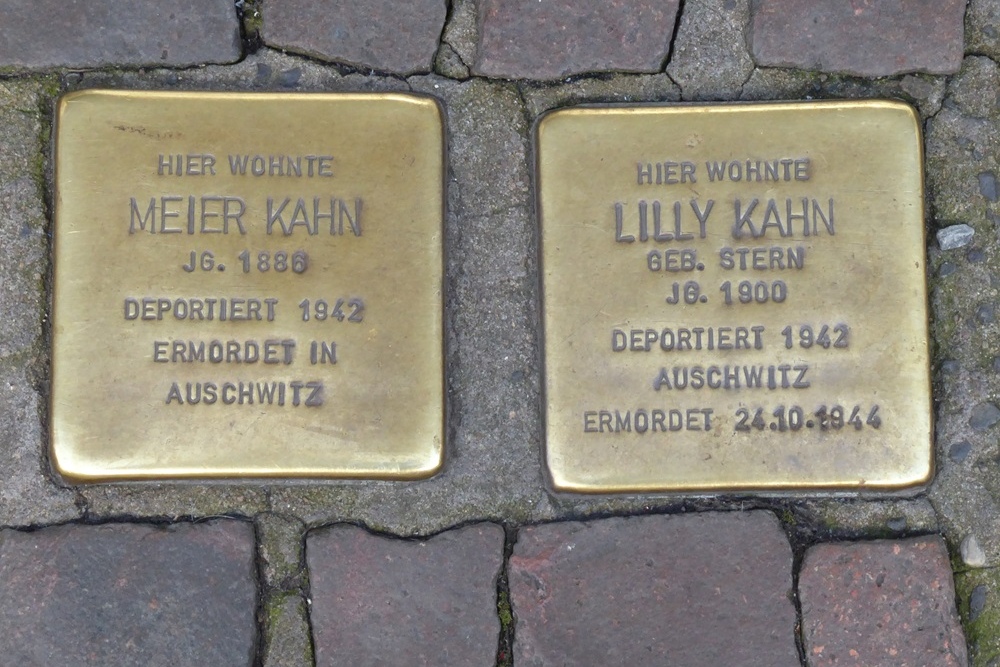 HIER WOHNTE
MEIER KAHN
JG. 1886
DEPORTIERT 1942
ERMORDET IN
AUSCHWITZ
HIER WOHNTE
LILLY KAHN
GEB. STERN
JG. 1900
DEPORTIERT 1942
AUSCHWITZ
ERMORDET 24.10.1944